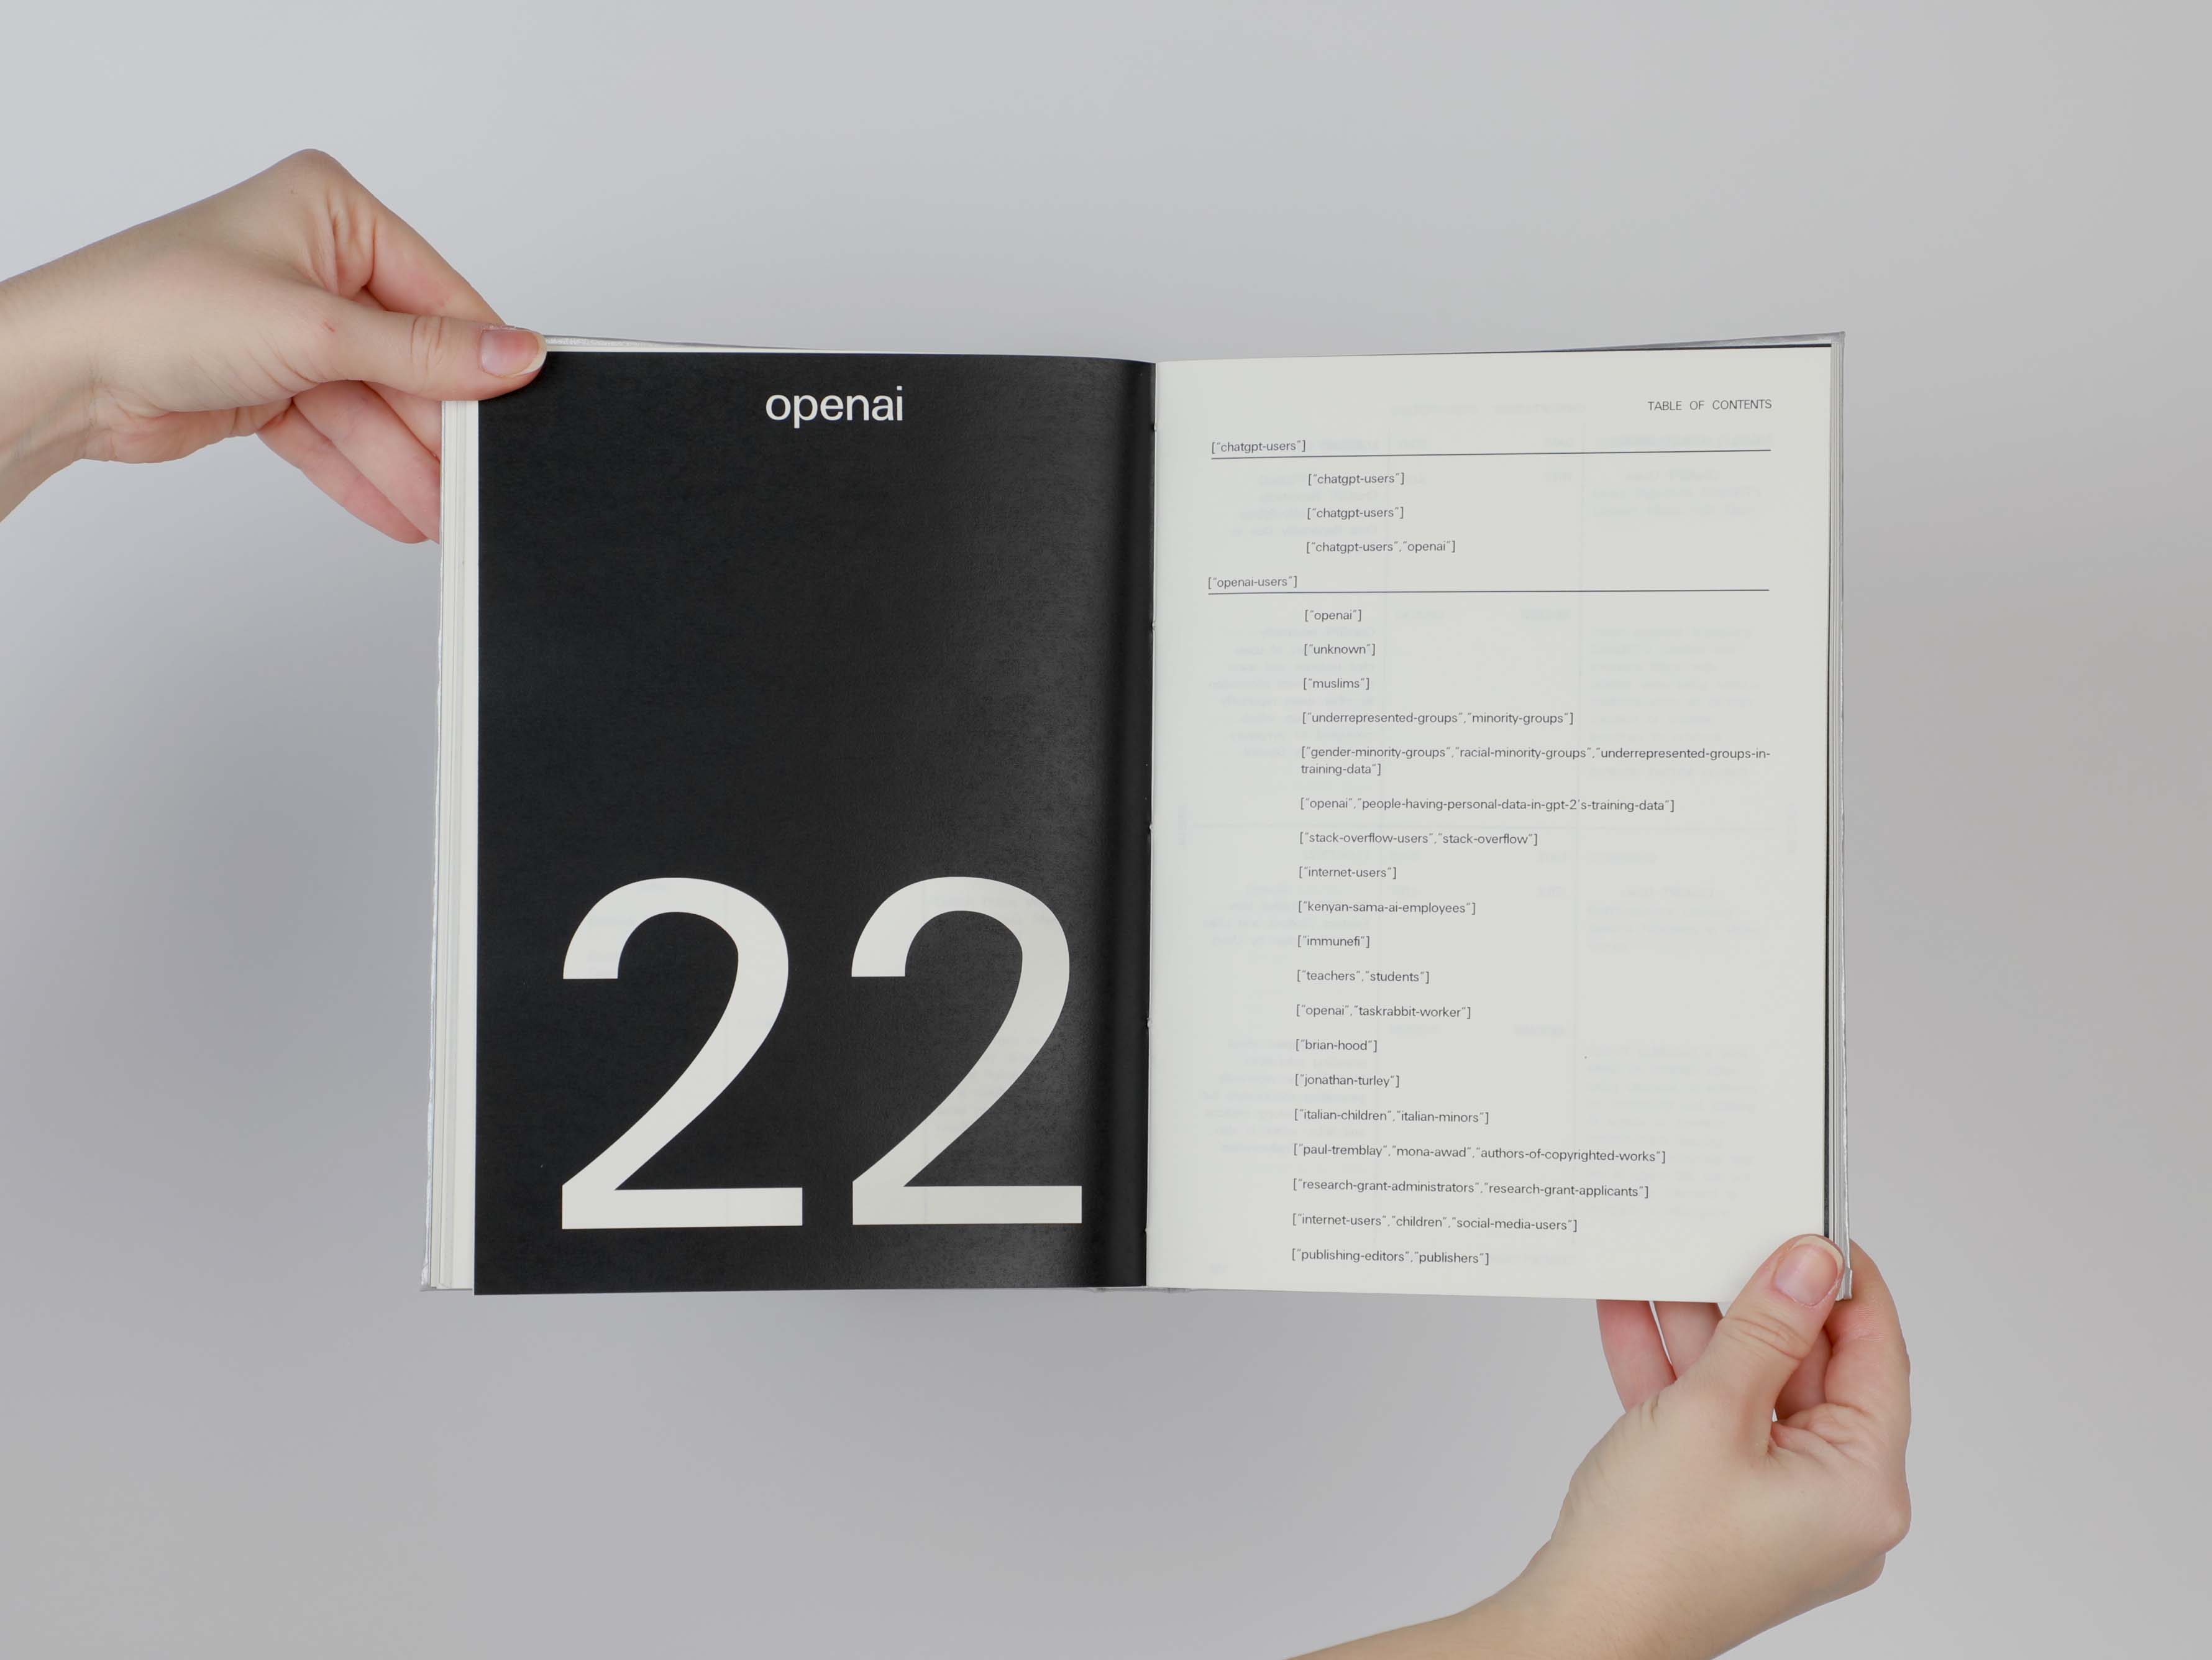 openai
22
TABLE OF CONTENTS
["chatgpt-users"]
["chatgpt-users"]
["chatgpt-users"]
["chatgpt-users","openai"]
["openai-users"]
["openai"]
["unknown"]
["muslims"]
["underrepresented-groups","minority-groups"]
["gender-minority-groups","racial-minority-groups","underrepresented-groups-in-
training-data"]
["openai","people-having-personal-data-in-gpt-2's-training-data"]
["stack-overflow-users","stack-overflow"]
["internet-users"]
["kenyan-sama-ai-employees"]
["immunefi"]
["teachers","students"]
["openai","taskrabbit-worker"]
["brian-hood"]
["jonathan-turley"]
["italian-children","italian-minors"]
["paul-tremblay","mona-awad","authors-of-copyrighted-works"]
["research-grant-administrators","research-grant-applicants"]
["internet-users","children","social-media-users"]
["publishing-editors","publishers"]